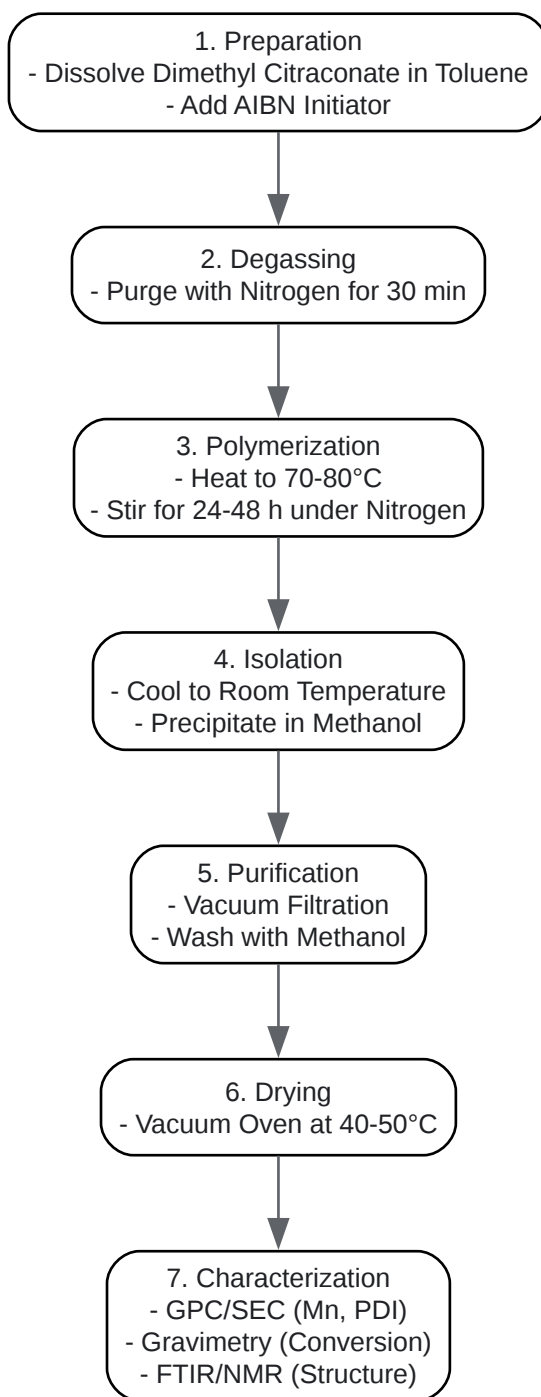 1. Preparation
- Dissolve Dimethyl Citraconate in Toluene
- Add AIBN Initiator
2. Degassing
- Purge with Nitrogen for 30 min
3. Polymerization
- Heat to 70-80°C
- Stir for 24-48 h under Nitrogen
4. Isolation
- Cool to Room Temperature
- Precipitate in Methanol
5. Purification
- Vacuum Filtration
- Wash with Methanol
6. Drying
- Vacuum Oven at 40-50°C
7. Characterization
- GPC/SEC (Mn, PDI)
- Gravimetry (Conversion)
- FTIR/NMR (Structure)